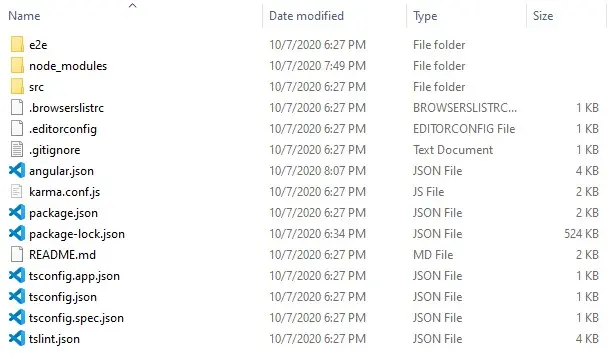 Name Date modified Type Size
e2e 10/7/2020 6:27 PM File folder
node_modules 10/7/2020 7:49 PM File folder
src 10/7/2020 6:27 PM File folder
.browserslistrc 10/7/2020 6:27 PM BROWSERSLISTRC... 1 KB
.editorconfig 10/7/2020 6:27 PM EDITORCONFIG File 1 KB
.gitignore 10/7/2020 6:27 PM Text Document 1 KB
angular.json 10/7/2020 8:07 PM JSON File 4 KB
karma.conf.js 10/7/2020 6:27 PM JS File 2 KB
package.json 10/7/2020 6:27 PM JSON File 2 KB
package-lock.json 10/7/2020 6:34 PM JSON File 524 KB
README.md 10/7/2020 6:27 PM MD File 2 KB
tsconfig.app.json 10/7/2020 6:27 PM JSON File 1 KB
tsconfig.json 10/7/2020 6:27 PM JSON File 1 KB
tsconfig.spec.json 10/7/2020 6:27 PM JSON File 1 KB
tslint.json 10/7/2020 6:27 PM JSON File 4 KB